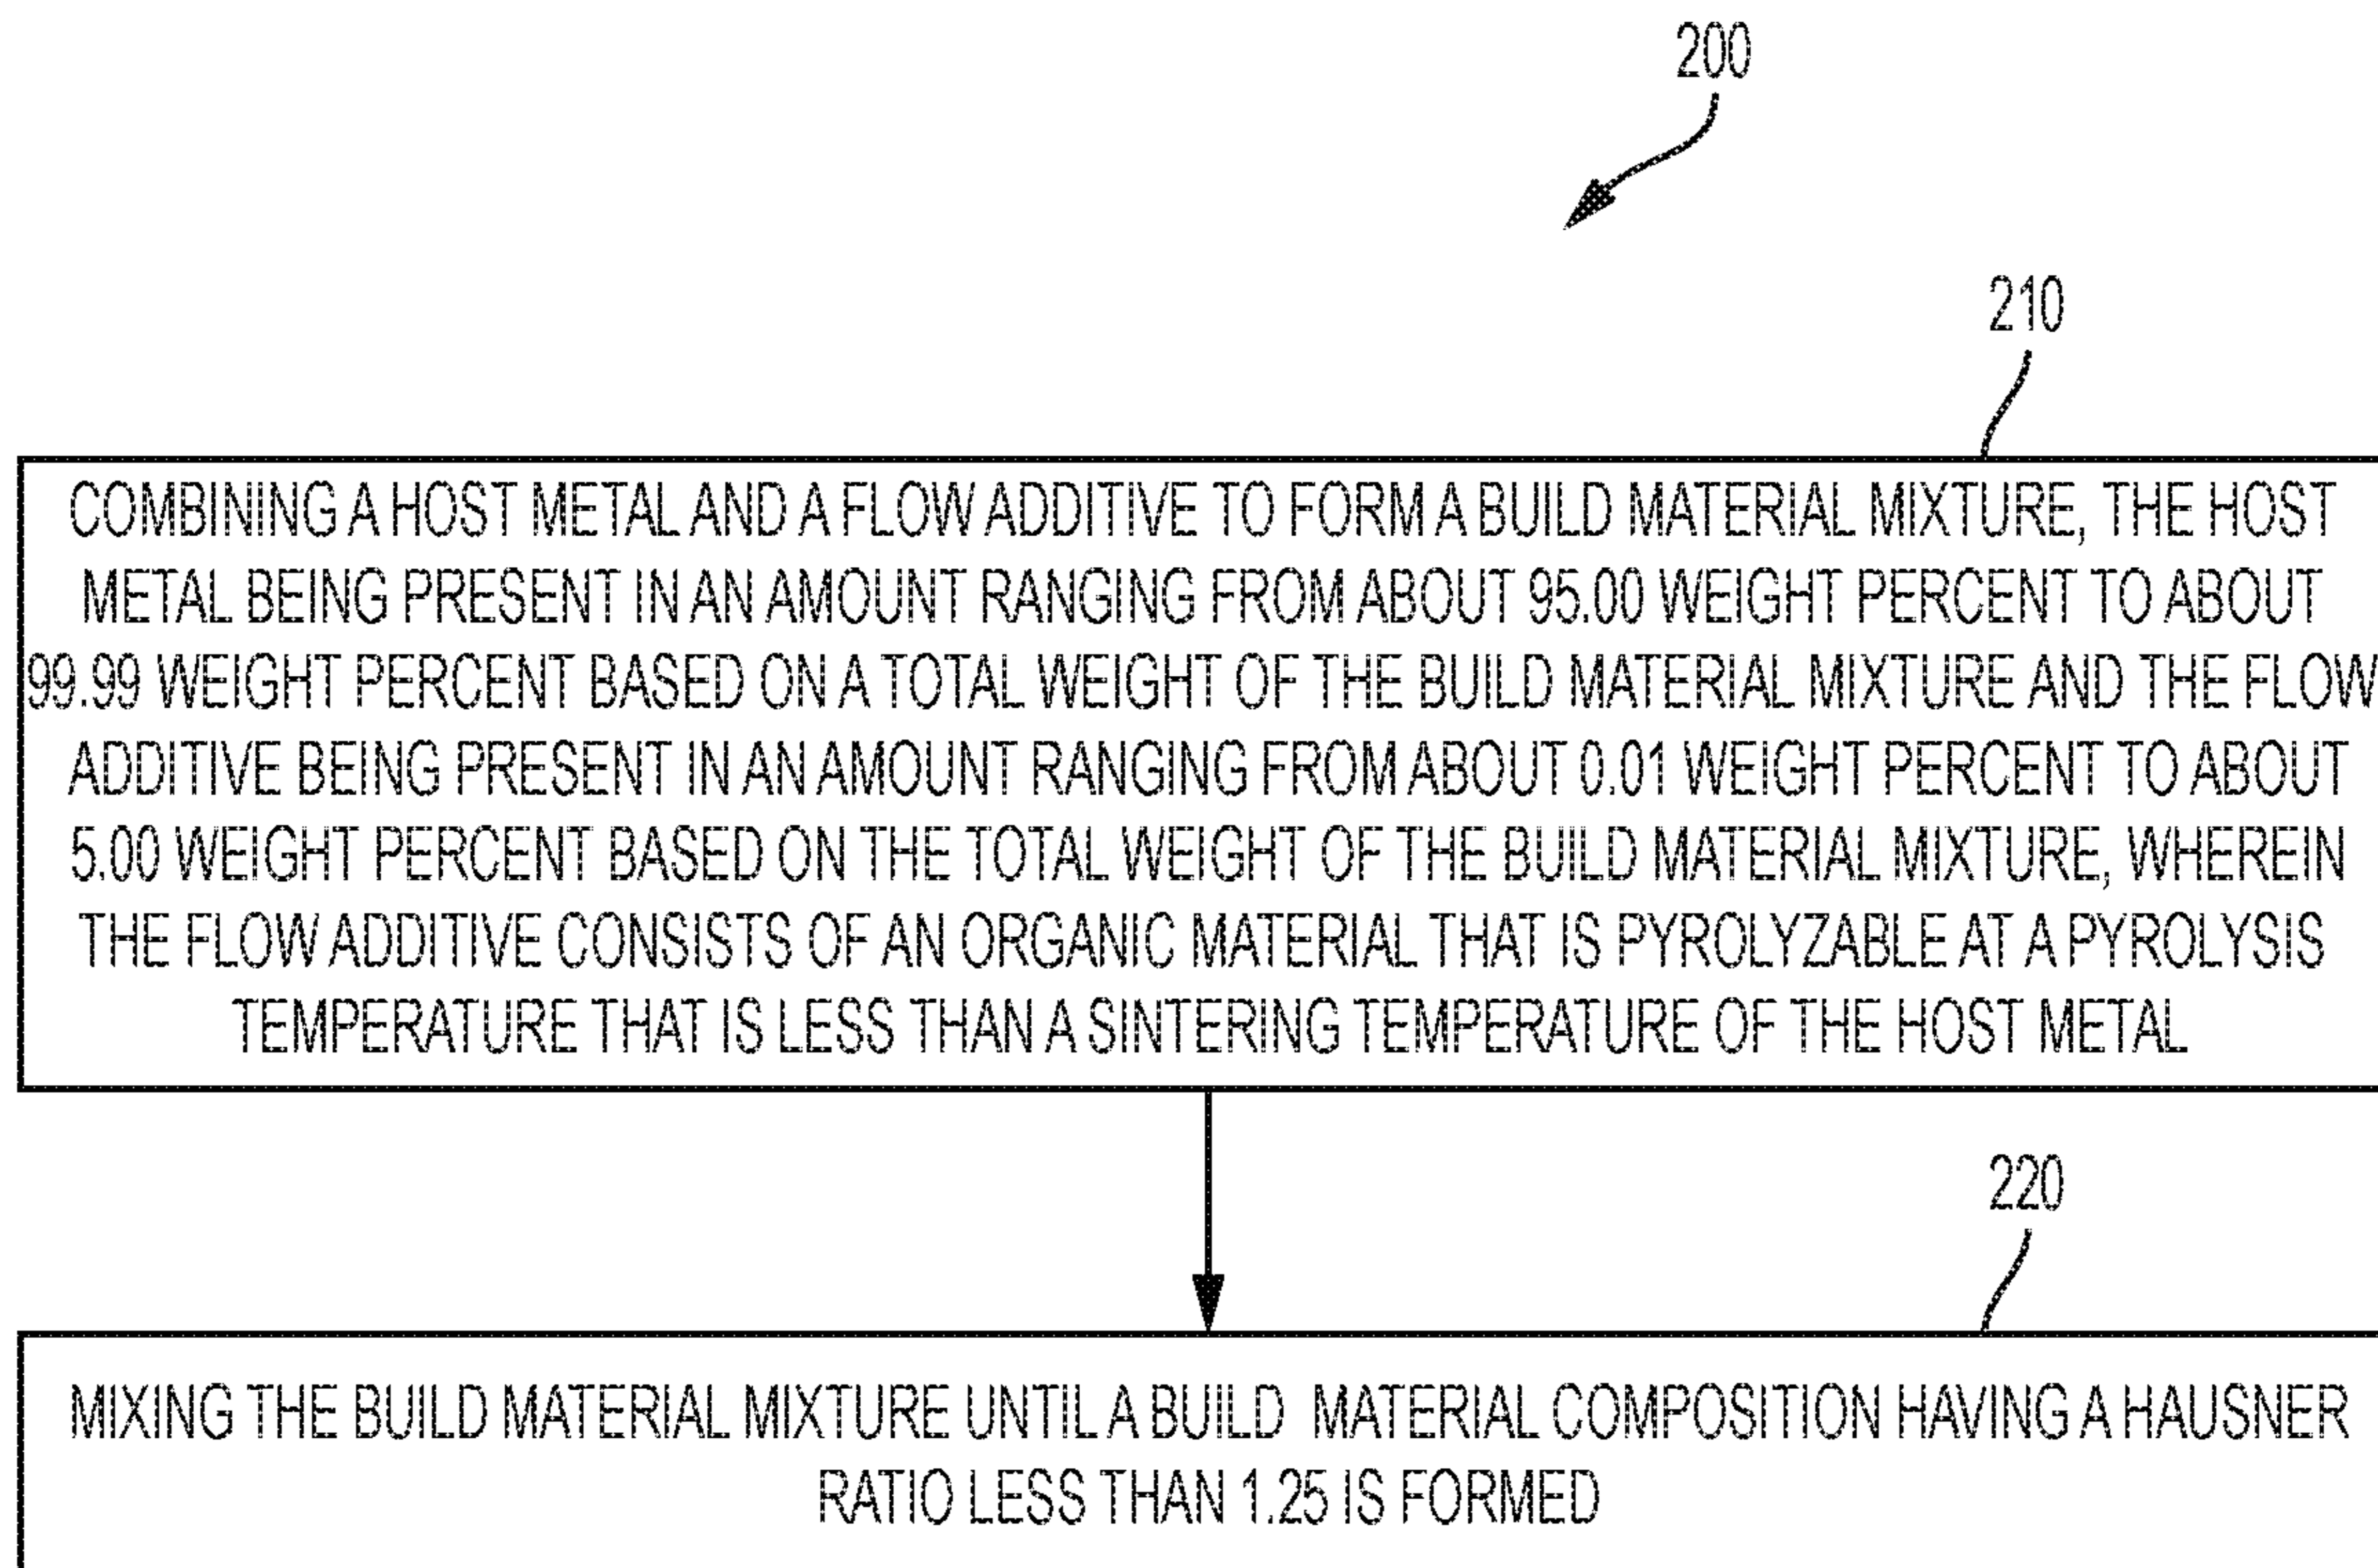 200
210
COMBINING A HOST METAL AND A FLOW ADDITIVE TO FORM A BUILD MATERIAL MIXTURE, THE HOST
METAL BEING PRESENT IN AN AMOUNT RANGING FROM ABOUT 95.00 WEIGHT PERCENT TO ABOUT
99.99 WEIGHT PERCENT BASED ON A TOTAL WEIGHT OF THE BUILD MATERIAL MIXTURE AND THE FLOW
ADDITIVE BEING PRESENT IN AN AMOUNT RANGING FROM ABOUT 0.01 WEIGHT PERCENT TO ABOUT
5.00 WEIGHT PERCENT BASED ON THE TOTAL WEIGHT OF THE BUILD MATERIAL MIXTURE, WHEREIN
THE FLOW ADDITIVE CONSISTS OF AN ORGANIC MATERIAL THAT IS PYROLYZABLE AT A PYROLYSIS
TEMPERATURE THAT IS LESS THAN A SINTERING TEMPERATURE OF THE HOST METAL
220
MIXING THE BUILD MATERIAL MIXTURE UNTIL A BUILD MATERIAL COMPOSITION HAVING A HAUSNER
RATIO LESS THAN 1.25 IS FORMED